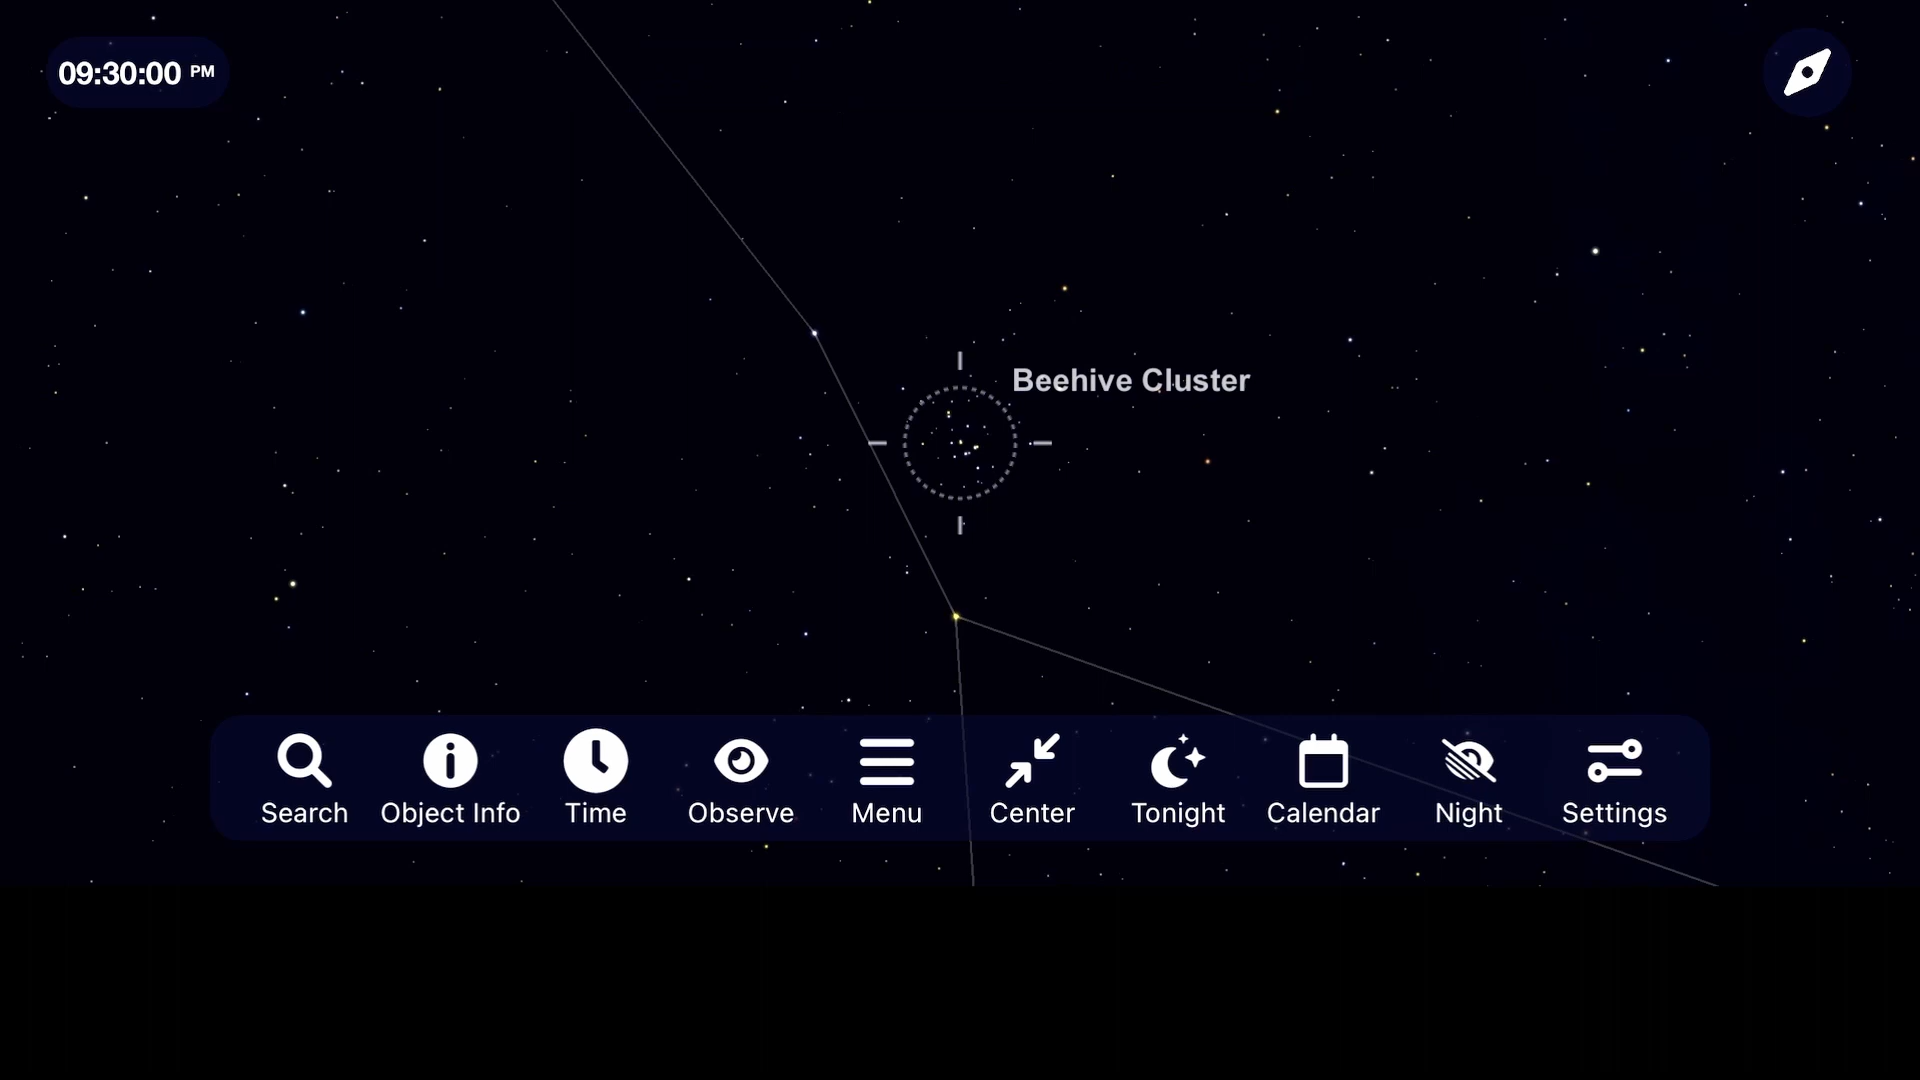 09:30:00 PM
Beehive Cluster
Search
Object Info
Time
Observe
Menu
Center
Tonight
Calendar
Night
Settings